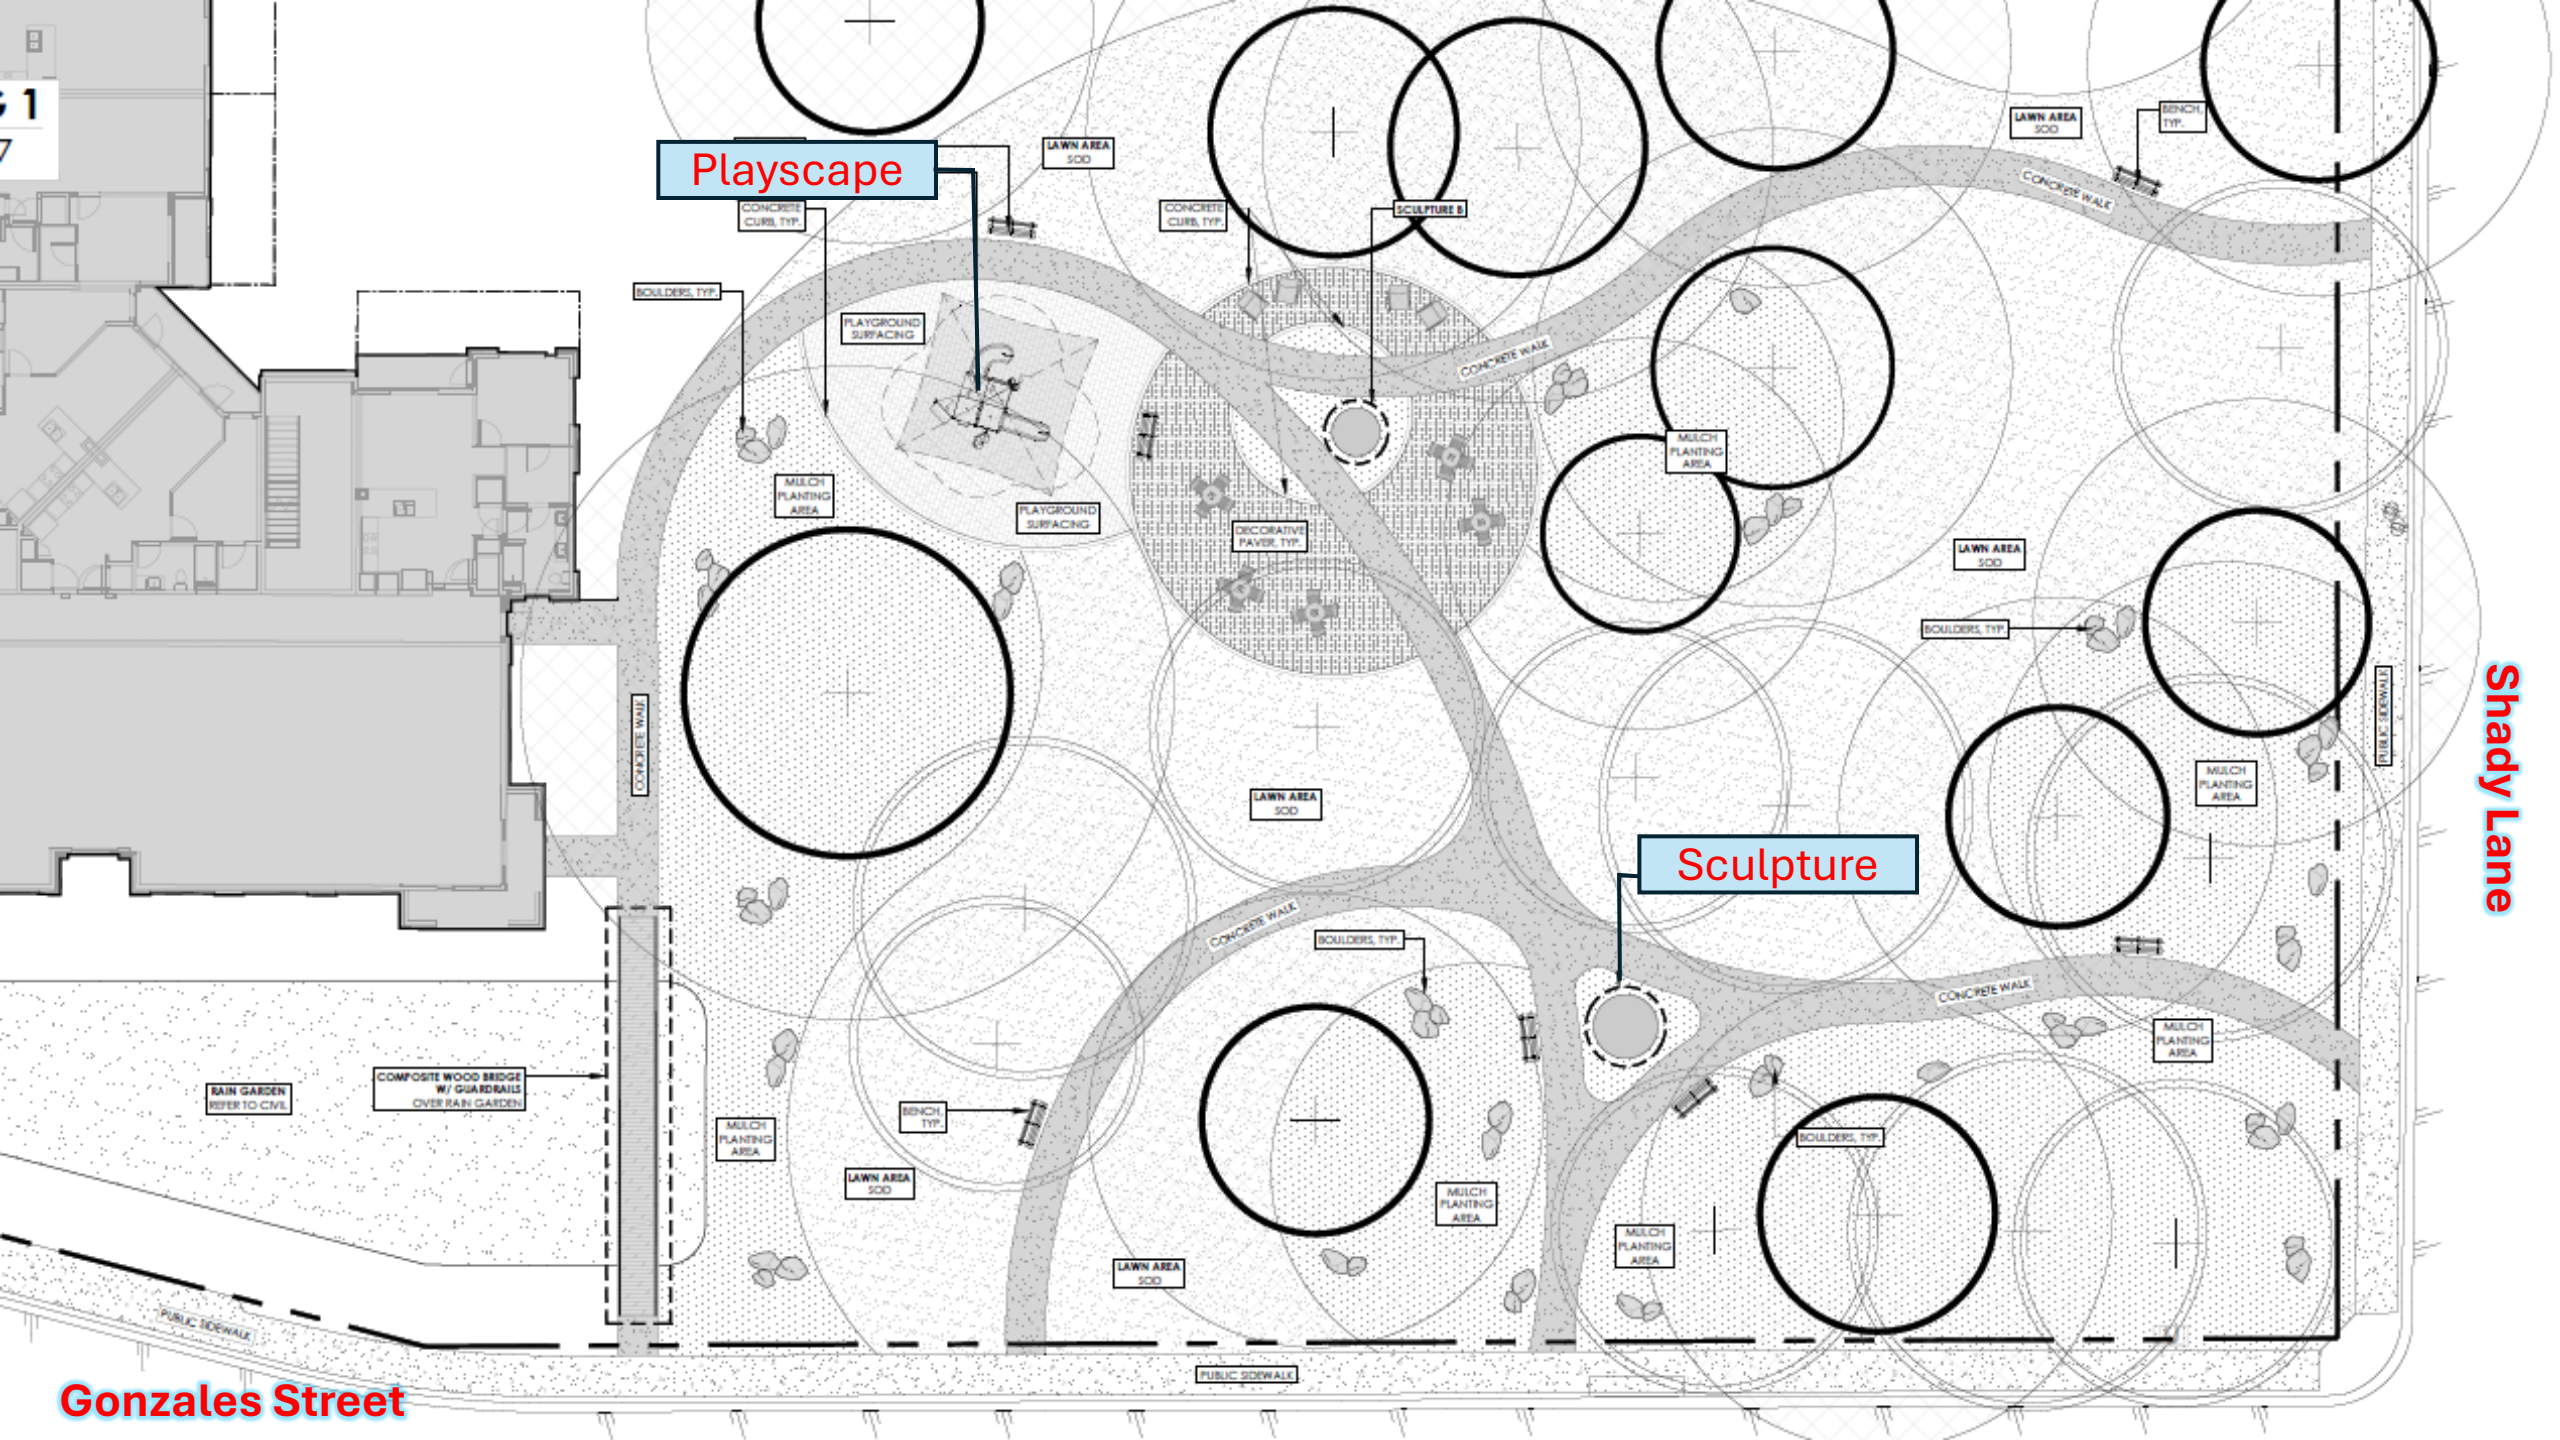 G 1
7
Playscape
LAWN AREA
SOD
CONCRETE
CURB, TYP.
CONCRETE
CURB, TYP.
SCULPTURE B
LAWN AREA
SOD
BENCH,
TYP.
CONCRETE WALK
BOULDERS, TYP.
PLAYGROUND
SURFACING
CONCRETE WALK
MULCH
PLANTING
AREA
MULCH
PLANTING
AREA
PLAYGROUND
SURFACING
DECORATIVE
PAVER, TYP.
LAWN AREA
SOD
BOULDERS, TYP.
CONCRETE WALK
PUBLIC SIDEWALK
Shady Lane
LAWN AREA
SOD
MULCH
PLANTING
AREA
Sculpture
CONCRETE WALK
BOULDERS, TYP.
CONCRETE WALK
MULCH
PLANTING
AREA
RAIN GARDEN
REFER TO CIVIL
COMPOSITE WOOD BRIDGE
W/ GUARDRAILS
OVER RAIN GARDEN
BENCH,
TYP.
MULCH
PLANTING
AREA
BOULDERS, TYP.
LAWN AREA
SOD
MULCH
PLANTING
AREA
MULCH
PLANTING
AREA
LAWN AREA
SOD
PUBLIC SIDEWALK
PUBLIC SIDEWALK
Gonzales Street